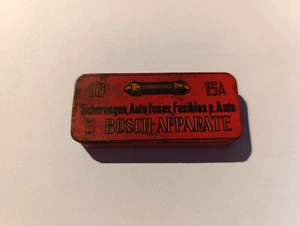 10 15A
Sicherungen, Auto Fuses, Fusibles p. Auto
BOSCH-APPARATE